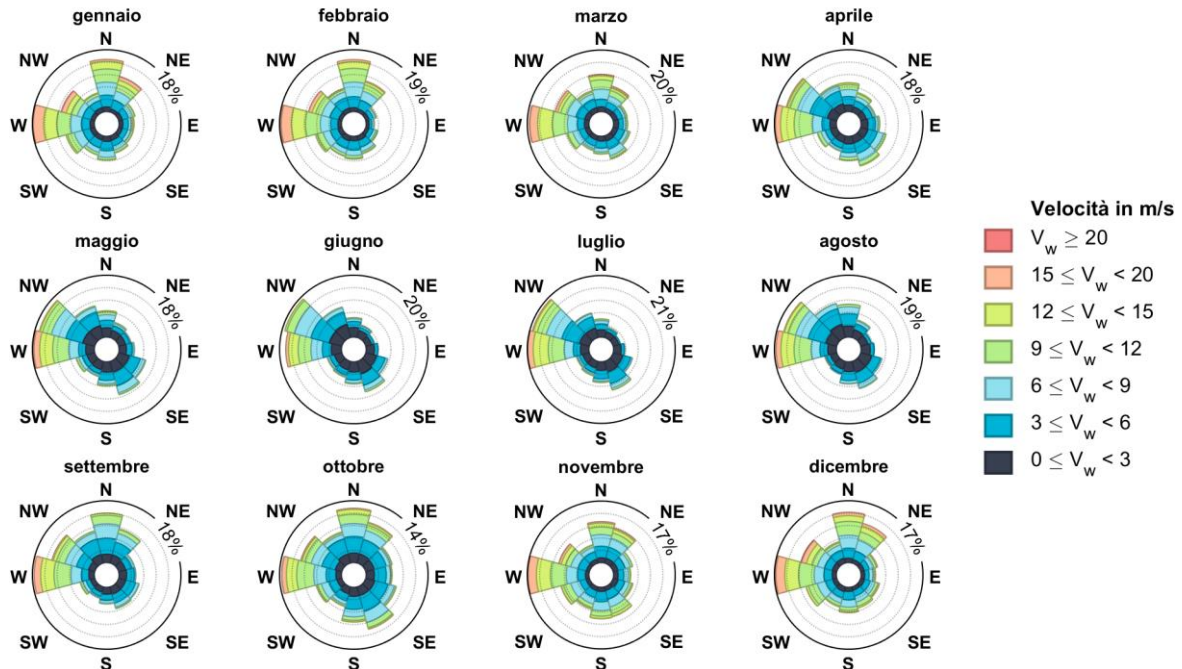 gennaio
N
NW
NE
18%
W
E
SW
SE
S
febbraio
N
NW
NE
19%
W
E
SW
SE
S
marzo
N
NW
NE
20%
W
E
SW
SE
S
aprile
N
NW
NE
18%
W
E
SW
SE
S
maggio
N
NW
NE
18%
W
E
SW
SE
S
giugno
N
NW
NE
20%
W
E
SW
SE
S
luglio
N
NW
NE
21%
W
E
SW
SE
S
agosto
N
NW
NE
19%
W
E
SW
SE
S
settembre
N
NW
NE
18%
W
E
SW
SE
S
ottobre
N
NW
NE
14%
W
E
SW
SE
S
novembre
N
NW
NE
17%
W
E
SW
SE
S
dicembre
N
NW
NE
17%
W
E
SW
SE
S
Velocità in m/s
V_w ≥ 20
15 ≤ V_w < 20
12 ≤ V_w < 15
9 ≤ V_w < 12
6 ≤ V_w < 9
3 ≤ V_w < 6
0 ≤ V_w < 3